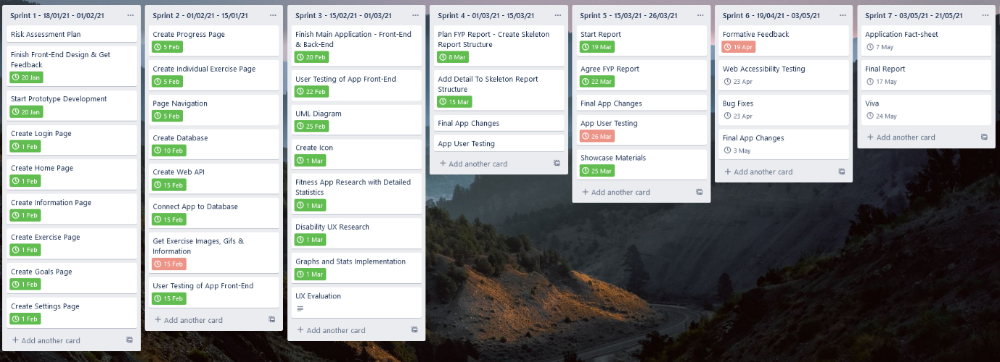 Sprint 1 - 18/01/21 - 01/02/21
Risk Assessment Plan
Finish Front-End Design & Get
Feedback
20 Jan
Start Prototype Development
20 Jan
Create Login Page
1 Feb
Create Home Page
1 Feb
Create Information Page
1 Feb
Create Exercise Page
1 Feb
Create Goals Page
1 Feb
Create Settings Page
1 Feb
+ Add another card
Sprint 2 - 01/02/21 - 15/01/21
Create Progress Page
5 Feb
Create Individual Exercise Page
5 Feb
Page Navigation
5 Feb
Create Database
10 Feb
Create Web API
15 Feb
Connect App to Database
15 Feb
Get Exercise Images, Gifs &
Information
15 Feb
User Testing of App Front-End
15 Feb
+ Add another card
Sprint 3 - 15/02/21 - 01/03/21
Finish Main Application - Front-End
& Back-End
20 Feb
User Testing of App Front-End
22 Feb
UML Diagram
25 Feb
Create Icon
1 Mar
Fitness App Research with Detailed
Statistics
1 Mar
Disability UX Research
1 Mar
Graphs and Stats Implementation
1 Mar
UX Evaluation
+ Add another card
Sprint 4 - 01/03/21 - 15/03/21
Plan FYP Report - Create Skeleton
Report Structure
8 Mar
Add Detail To Skeleton Report
Structure
15 Mar
Final App Changes
App User Testing
+ Add another card
Sprint 5 - 15/03/21 - 26/03/21
Start Report
19 Mar
Agree FYP Report
22 Mar
Final App Changes
App User Testing
26 Mar
Showcase Materials
25 Mar
+ Add another card
Sprint 6 - 19/04/21 - 03/05/21
Formative Feedback
19 Apr
Web Accessibility Testing
23 Apr
Bug Fixes
23 Apr
Final App Changes
3 May
+ Add another card
Sprint 7 - 03/05/21 - 21/05/21
Application Fact-sheet
7 May
Final Report
17 May
Viva
24 May
+ Add another card